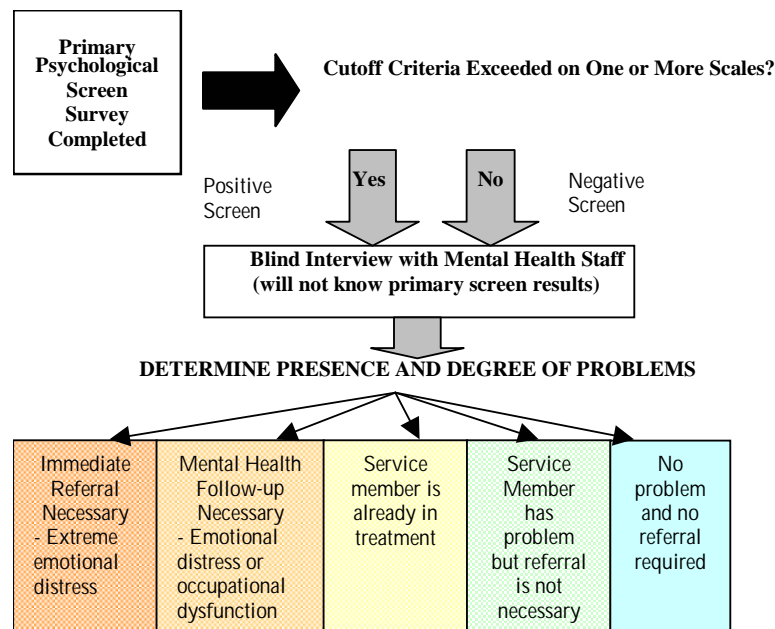 Primary
Psychological
Screen
Survey
Completed
Cutoff Criteria Exceeded on One or More Scales?
Positive
Screen
Yes
No
Negative
Screen
Blind Interview with Mental Health Staff
(will not know primary screen results)
DETERMINE PRESENCE AND DEGREE OF PROBLEMS
Immediate
Referral
Necessary
- Extreme
emotional
distress
Mental Health
Follow-up
Necessary
- Emotional
distress or
occupational
dysfunction
Service
member is
already in
treatment
Service
Member
has
problem
but referral
is not
necessary
No
problem
and no
referral
required